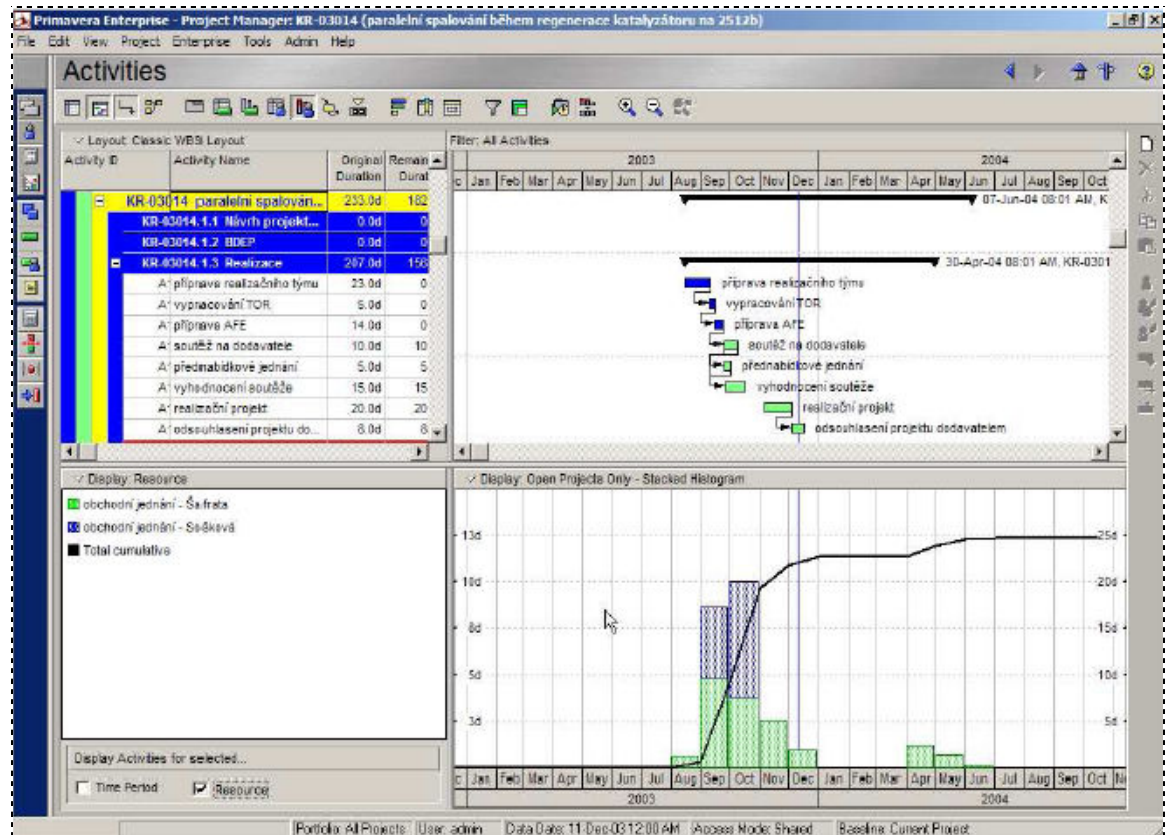 Primavera Enterprise - Project Manager: KR-03014 (paralelní spalování během regenerace katalyzátoru na 2512b)
File Edit View Project Enterprise Tools Admin Help
Activities
Layout: Classic WBS Layout
Filter: All Activities
Activity ID Activity Name Original Duration Remain Durat
2003 2004
c Jan Feb Mar Apr May Jun Jul Aug Sep Oct Nov Dec Jan Feb Mar Apr May Jun Jul Aug Sep Oct
KR-03014 paralelní spalován... 233.0d 182
07-Jun-04 08:01 AM, K
KR-03014.1.1 Návrh projekt... 0.0d 0
KR-03014.1.2 BDEP 0.0d 0
KR-03014.1.3 Realizace 207.0d 156
30-Apr-04 08:01 AM, KR-0301
A příprava realizačního týmu 23.0d 0
příprava realizačního týmu
A vypracování TOR 5.0d 0
vypracování TOR
A příprava AFE 14.0d 0
příprava AFE
A soutěž na dodavatele 10.0d 10
soutěž na dodavatele
A přednabídkové jednání 5.0d 5
přednabídkové jednání
A vyhodnocení soutěže 15.0d 15
vyhodnocení soutěže
A realizační projekt 20.0d 20
realizační projekt
A odsouhlasení projektu do... 8.0d 8
odsouhlasení projektu dodavatelem
Display: Resource
Display: Open Projects Only - Stacked Histogram
obchodní jednání - Šafrata
obchodní jednání -
Total cumulative
13d 25d
10d 20d
8d 15d
5d 10d
3d 5d
Display Activities for selected...
Time Period Resource
c Jan Feb Mar Apr May Jun Jul Aug Sep Oct Nov Dec Jan Feb Mar Apr May Jun Jul Aug Sep Oct N
2003 2004
Portfolio: All Projects User: admin Data Date: 11-Dec-03 12:00 AM Access Mode: Shared Baseline: Current Project